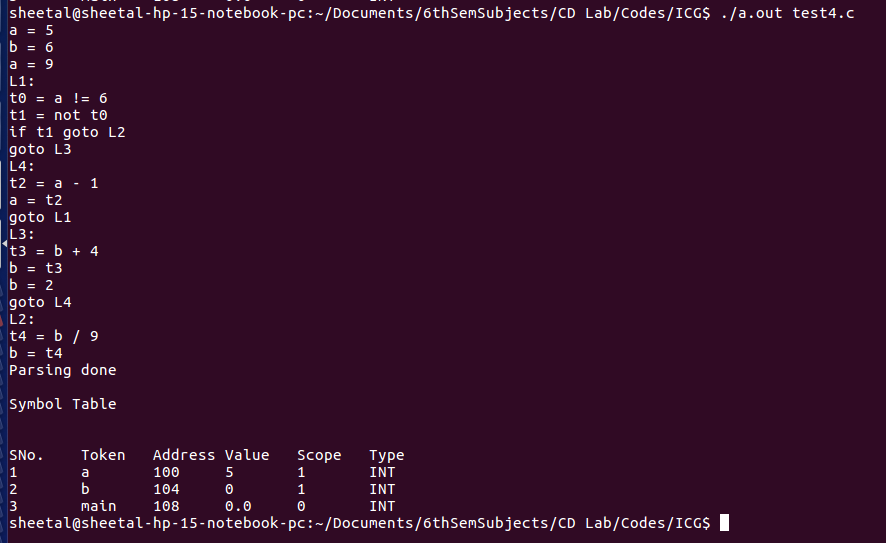 sheetal@sheetal-hp-15-notebook-pc:~/Documents/6thSemSubjects/CD Lab/Codes/ICG$ ./a.out test4.c
a = 5
b = 6
a = 9
L1:
t0 = a != 6
t1 = not t0
if t1 goto L2
goto L3
L4:
t2 = a - 1
a = t2
goto L1
L3:
t3 = b + 4
b = t3
b = 2
goto L4
L2:
t4 = b / 9
b = t4
Parsing done
Symbol Table
SNo. Token Address Value Scope Type
1 a 100 5 1 INT
2 b 104 0 1 INT
3 main 108 0.0 0 INT
sheetal@sheetal-hp-15-notebook-pc:~/Documents/6thSemSubjects/CD Lab/Codes/ICG$